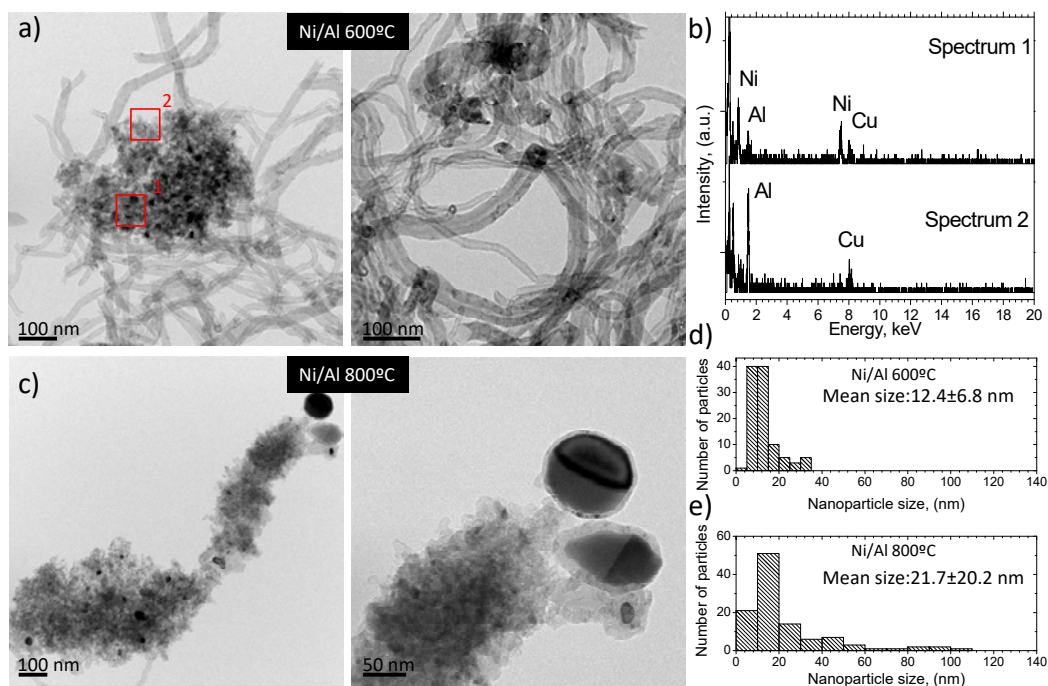 a)
Ni/Al 600ºC
2
1
100 nm
100 nm
b)
Spectrum 1
Ni
Al
Ni
Cu
Al
Spectrum 2
Cu
Intensity, (a.u.)
0 2 4 6 8 10 12 14 16 18 20
Energy, keV
c)
Ni/Al 800ºC
100 nm
50 nm
d)
Ni/Al 600ºC
Mean size:12.4±6.8 nm
Number of particles
40
30
20
10
0
0 20 40 60 80 100 120 140
Nanoparticle size, (nm)
e)
Ni/Al 800ºC
Mean size:21.7±20.2 nm
Number of particles
60
40
20
0
0 20 40 60 80 100 120 140
Nanoparticle size, (nm)